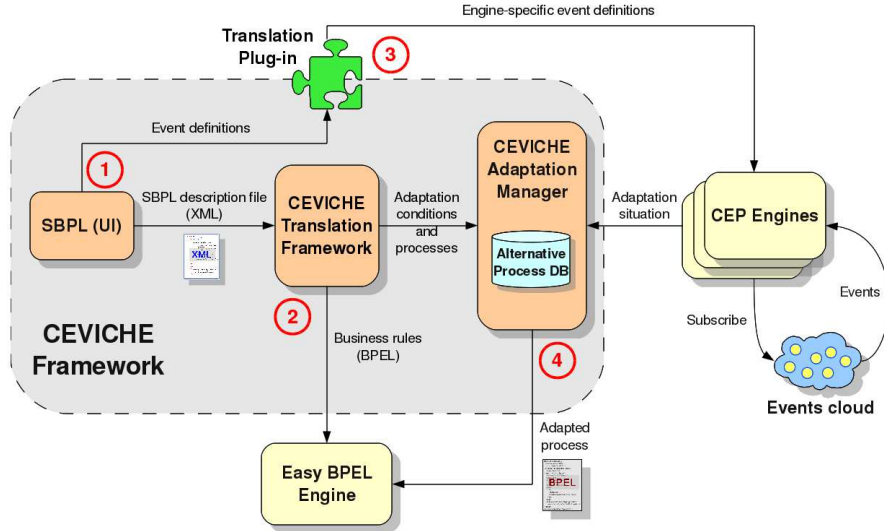 Engine-specific event definitions
Translation
Plug-in
3
Event definitions
1
CEVICHE
Adaptation
Manager
SBPL description file
(XML)
CEVICHE
Translation
Framework
Adaptation
conditions
and
processes
Adaptation
situation
CEP Engines
SBPL (UI)
XML
Alternative
Process DB
2
Business rules
(BPEL)
4
Subscribe
Events
CEVICHE
Framework
Events cloud
Adapted
process
BPEL
Easy BPEL
Engine